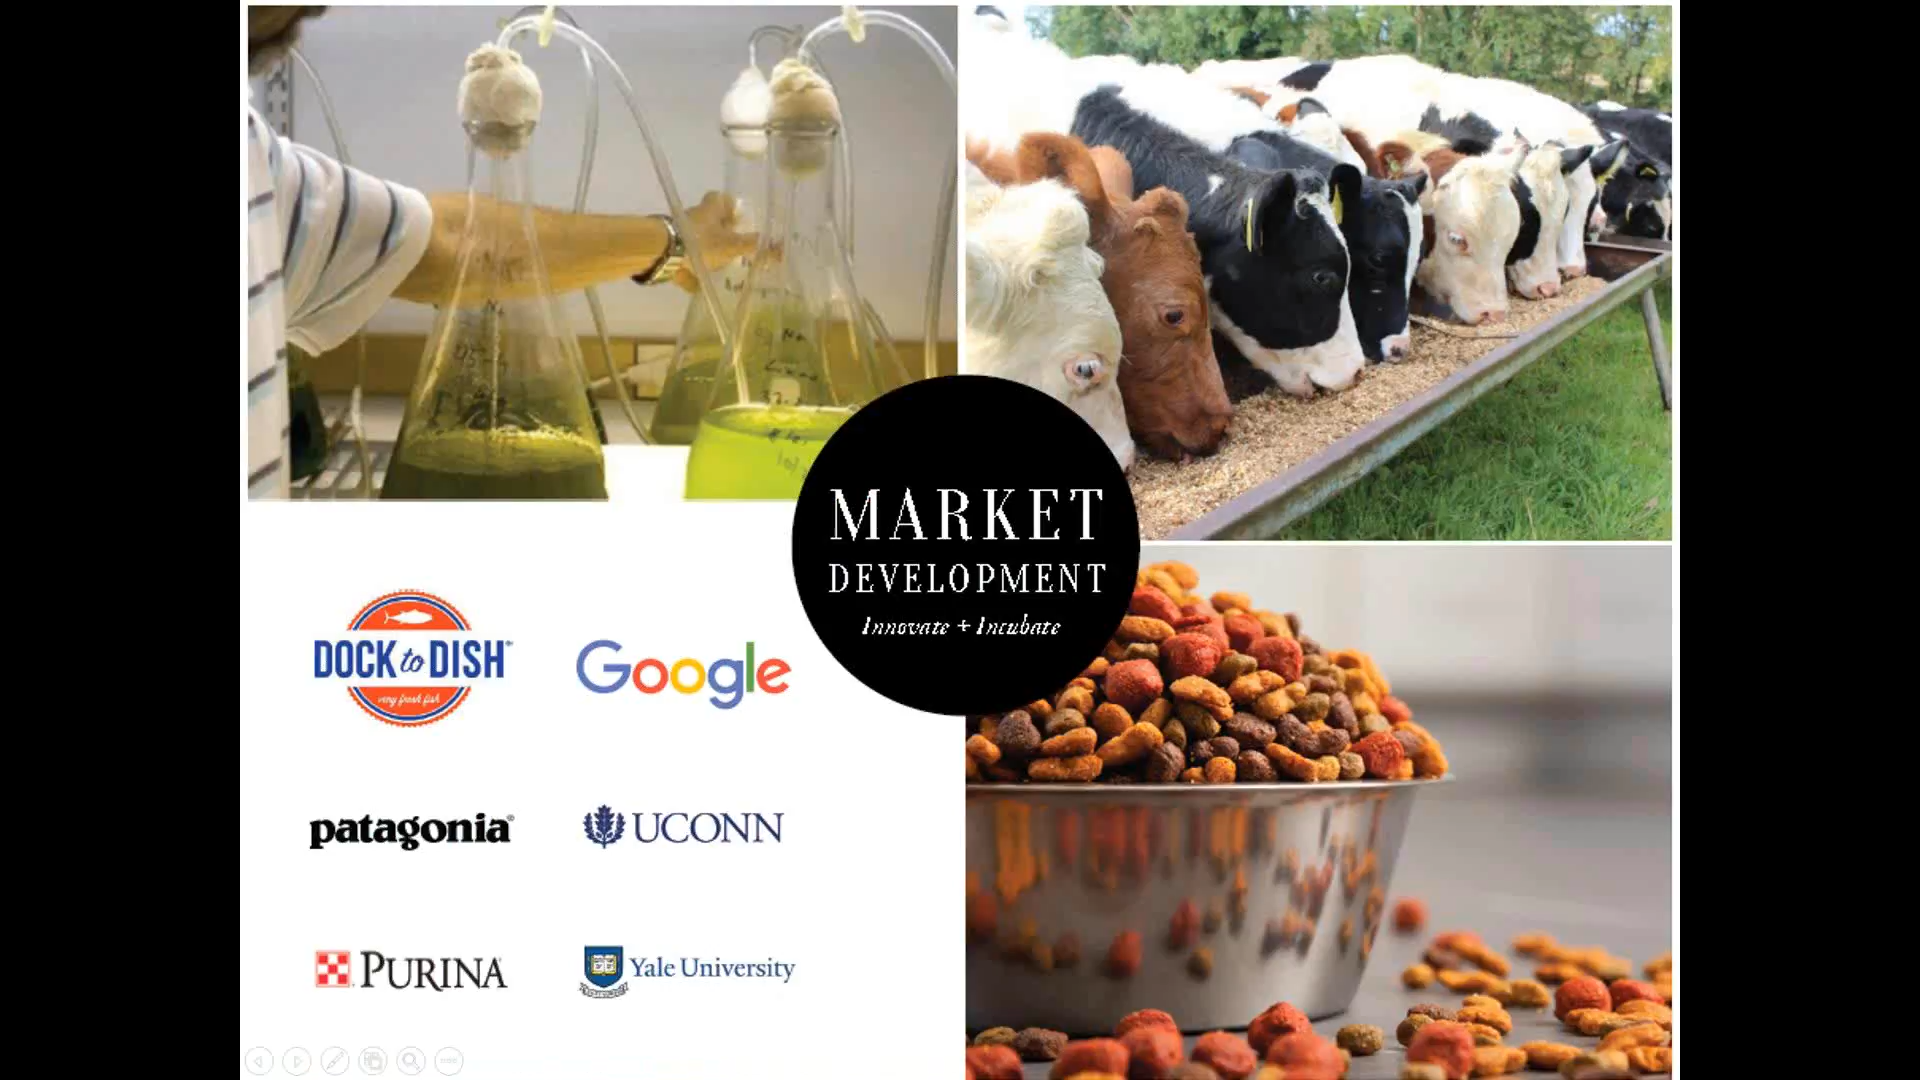 MARKET
DEVELOPMENT
Innovate + Incubate
DOCK to DISH
very fresh fish
Google
patagonia®
UCONN
PURINA
Yale University